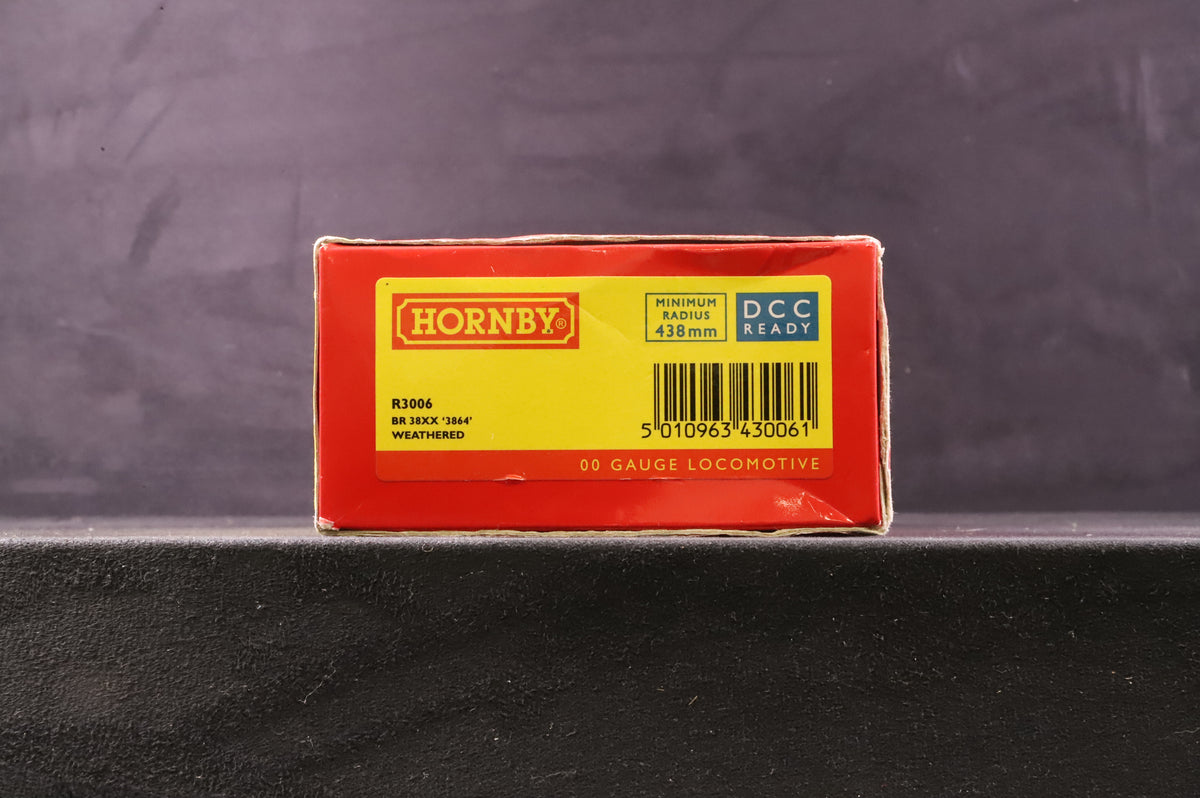 HORNBY®
MINIMUM
RADIUS
438mm
DCC
READY
R3006
BR 38XX ‘3864’
WEATHERED
5 010963 430061
00 GAUGE LOCOMOTIVE